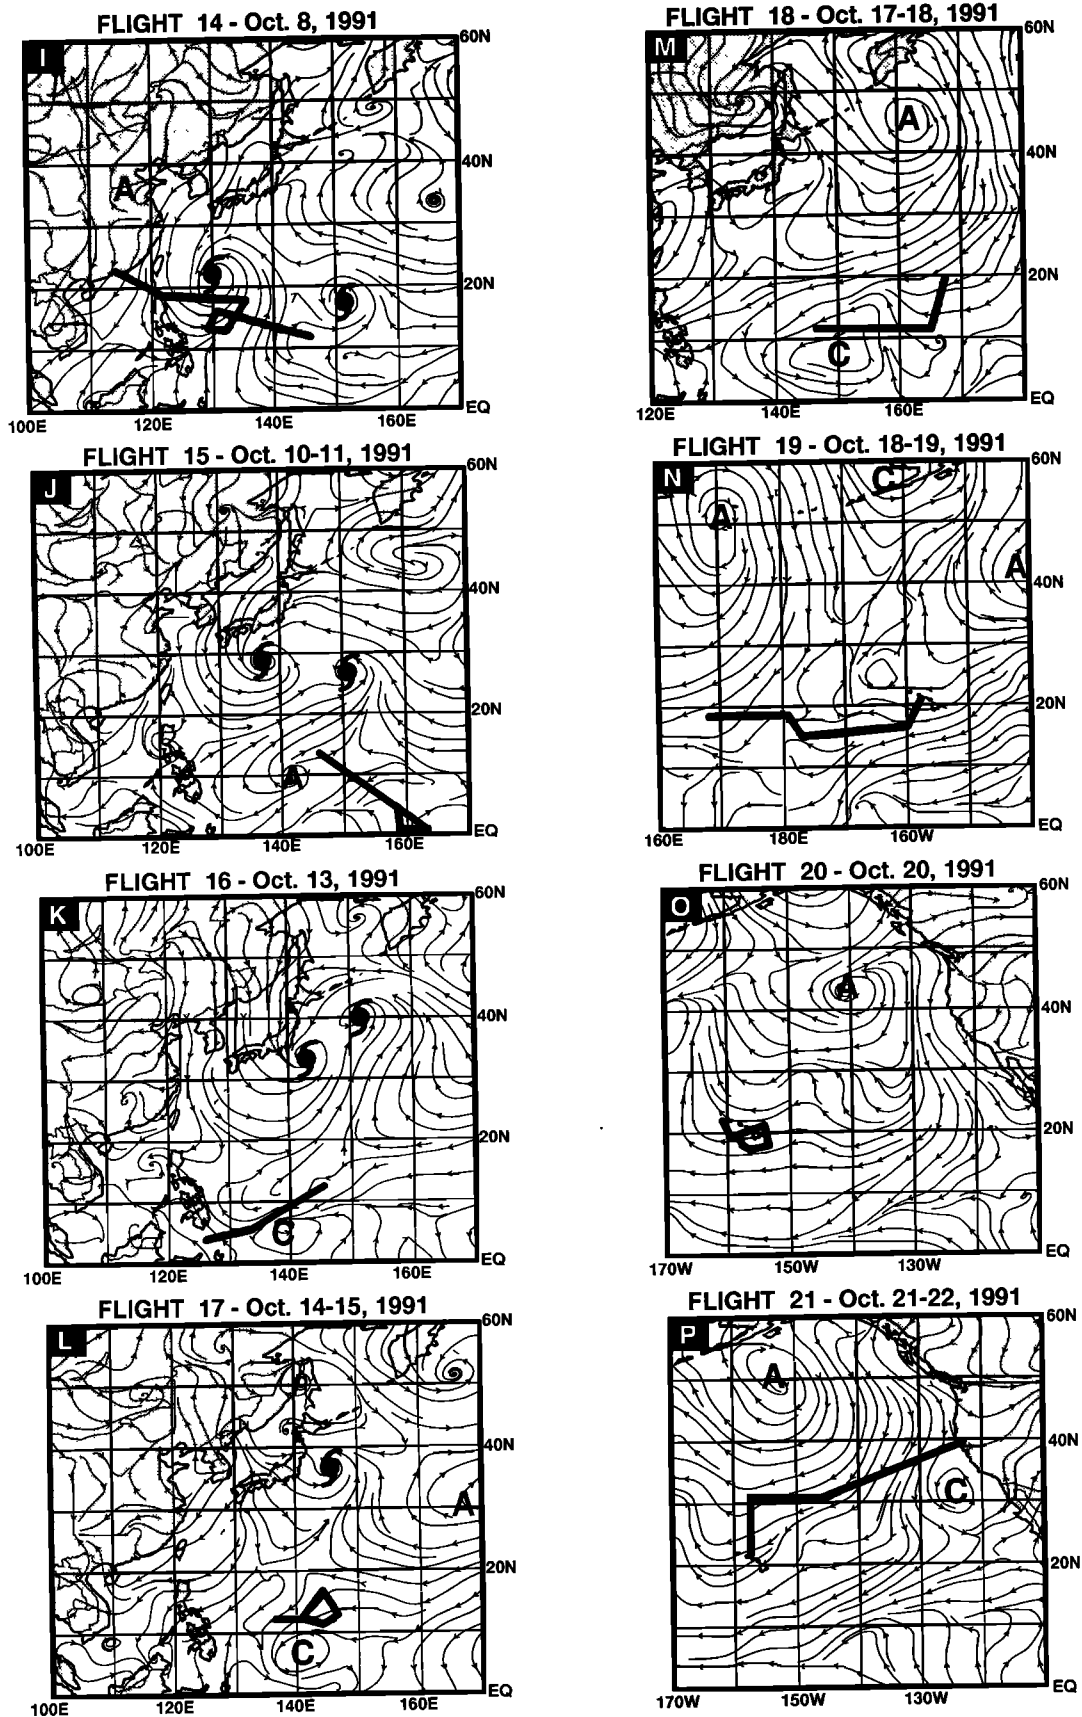 FLIGHT 14 - Oct. 8, 1991
I
60N
40N
20N
EQ
A
100E 120E 140E 160E
FLIGHT 15 - Oct. 10-11, 1991
J
60N
40N
20N
EQ
A
100E 120E 140E 160E
FLIGHT 16 - Oct. 13, 1991
K
60N
40N
20N
EQ
C
100E 120E 140E 160E
FLIGHT 17 - Oct. 14-15, 1991
L
60N
40N
A
20N
C
EQ
100E 120E 140E 160E
FLIGHT 18 - Oct. 17-18, 1991
M
60N
A
40N
20N
C
EQ
120E 140E 160E
FLIGHT 19 - Oct. 18-19, 1991
N
60N
C
A
A
40N
20N
EQ
160E 180E 160W
FLIGHT 20 - Oct. 20, 1991
O
60N
A
40N
20N
EQ
170W 150W 130W
FLIGHT 21 - Oct. 21-22, 1991
P
60N
A
40N
C
20N
EQ
170W 150W 130W